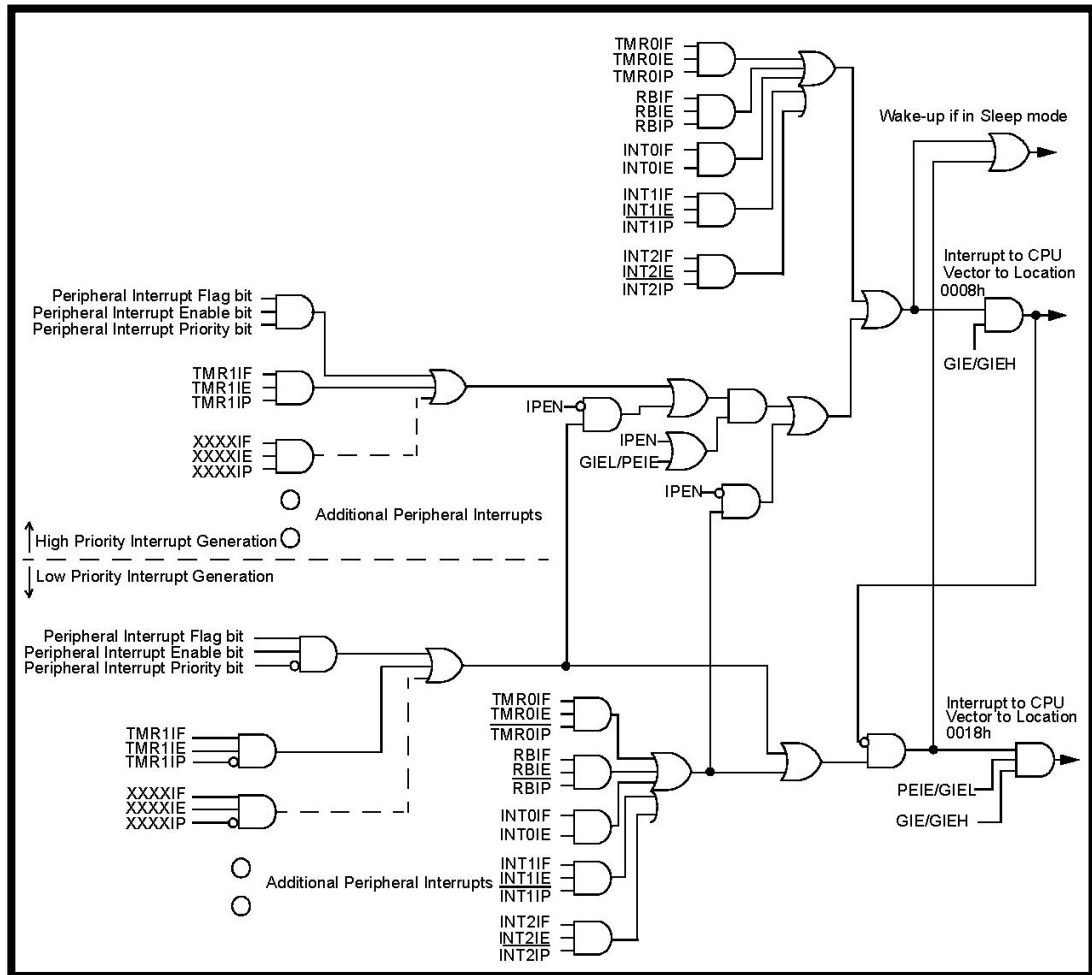 TMR0IF
TMR0IE
TMR0IP
RBIF
RBIE
RBIP
INT0IF
INT0IE
INT1IF
INT1IE
INT1IP
INT2IF
INT2IE
INT2IP
Wake-up if in Sleep mode
Interrupt to CPU
Vector to Location
0008h
GIE/GIEH
Peripheral Interrupt Flag bit
Peripheral Interrupt Enable bit
Peripheral Interrupt Priority bit
TMR1IF
TMR1IE
TMR1IP
XXXXIF
XXXXIE
XXXXIP
IPEN
IPEN
GIEL/PEIE
IPEN
Additional Peripheral Interrupts
High Priority Interrupt Generation
Low Priority Interrupt Generation
Peripheral Interrupt Flag bit
Peripheral Interrupt Enable bit
Peripheral Interrupt Priority bit
TMR1IF
TMR1IE
TMR1IP
XXXXIF
XXXXIE
XXXXIP
Additional Peripheral Interrupts
TMR0IF
TMR0IE
TMR0IP
RBIF
RBIE
RBIP
INT0IF
INT0IE
INT1IF
INT1IE
INT1IP
INT2IF
INT2IE
INT2IP
Interrupt to CPU
Vector to Location
0018h
PEIE/GIEL
GIE/GIEH